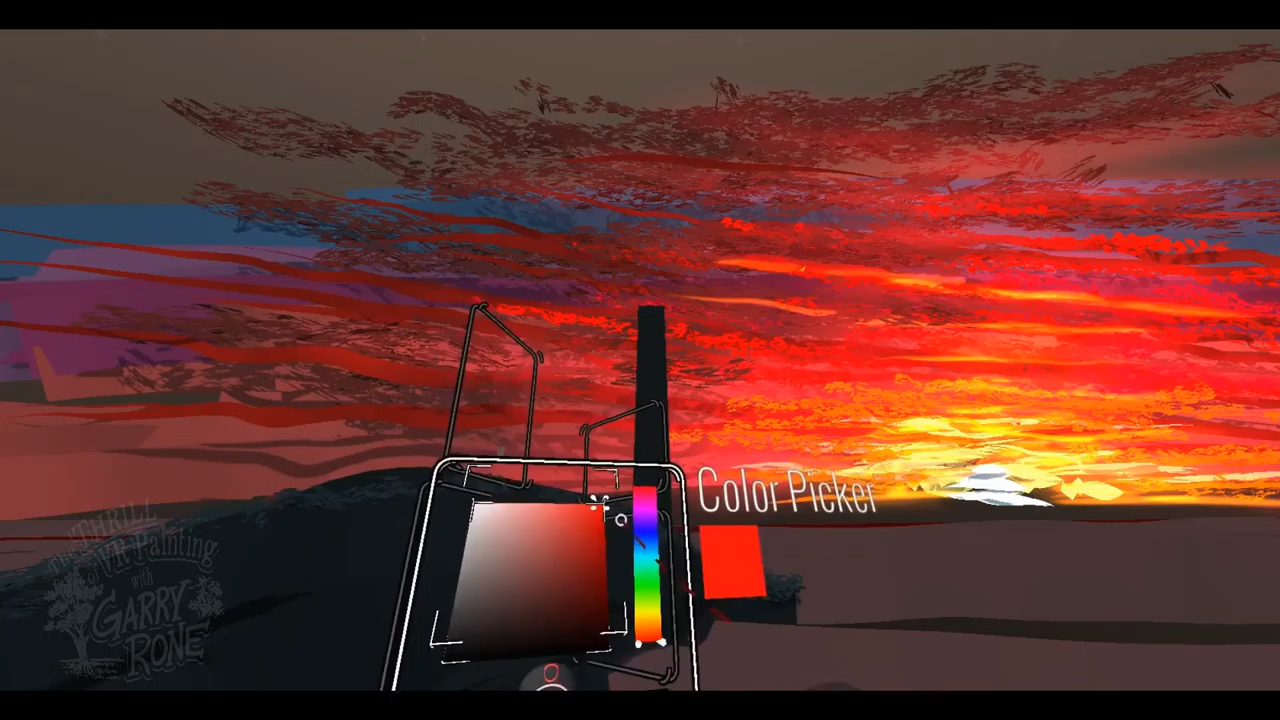 Color Picker
The THRILL
of VR Painting
with
GARRY
RONE